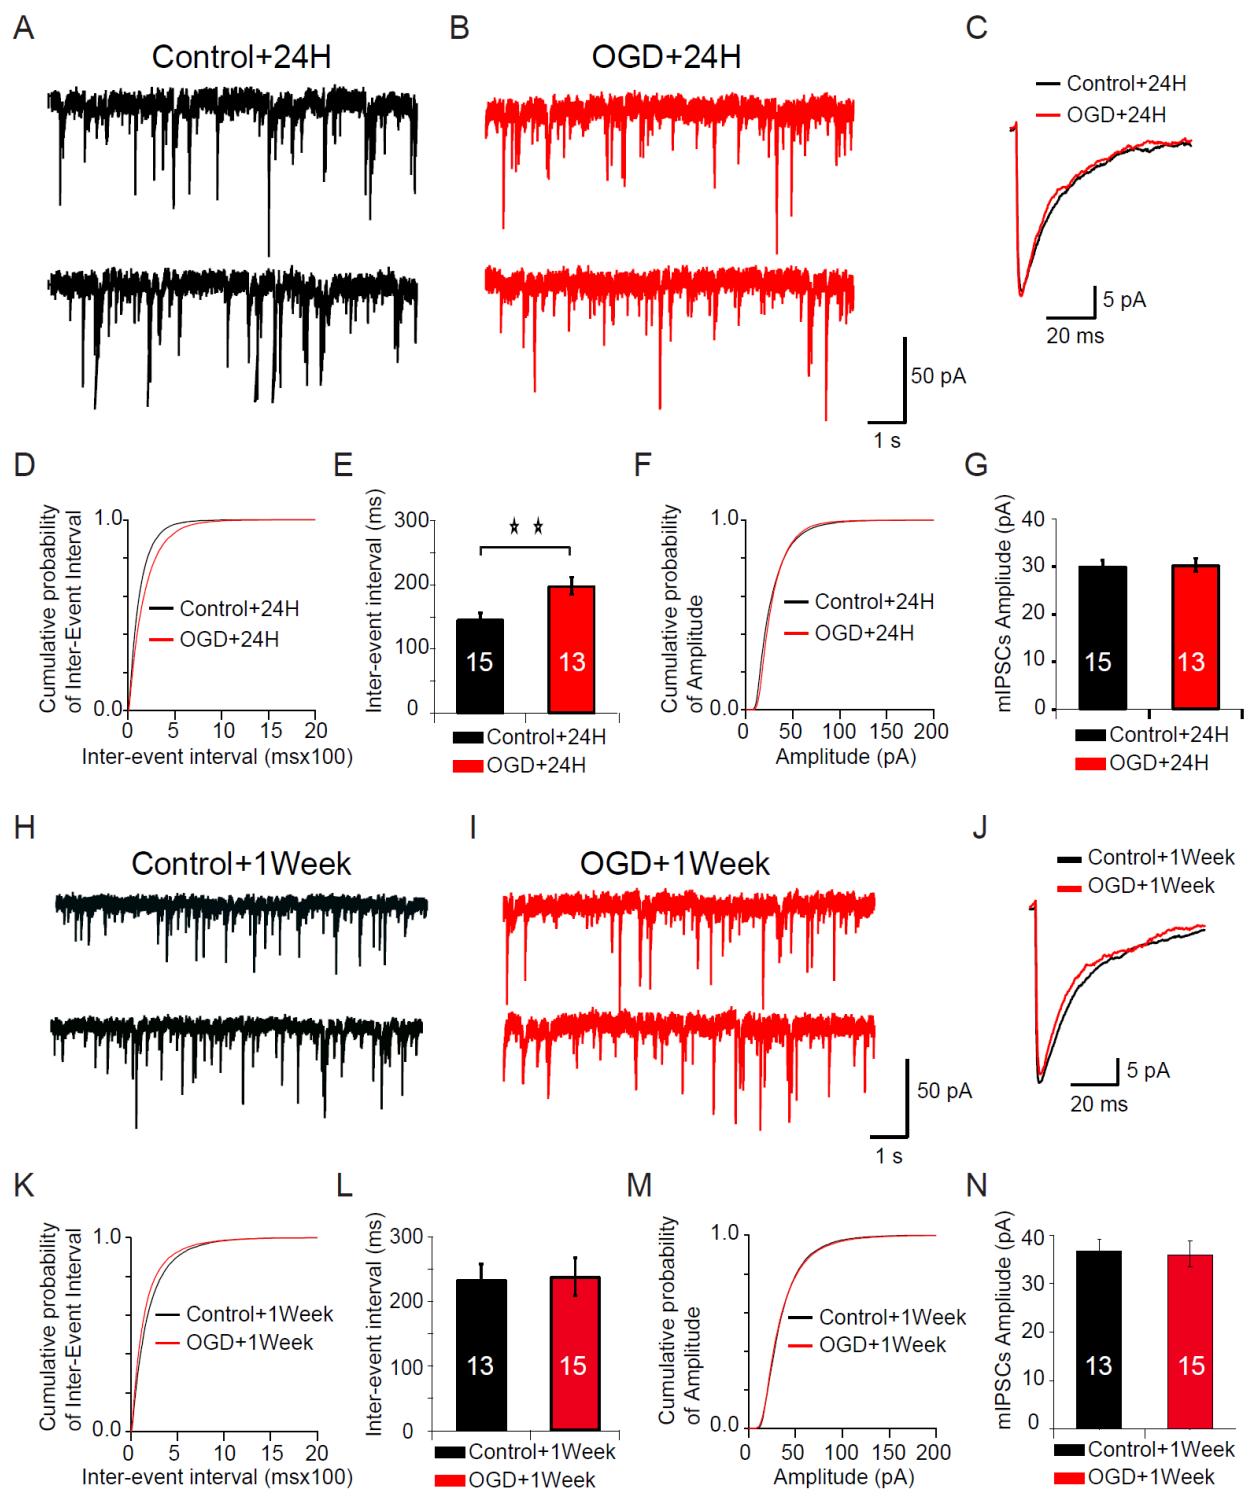 A
B
C
Control+24H
OGD+24H
Control+24H
OGD+24H
5 pA
20 ms
50 pA
1 s
D
E
F
G
Cumulative probability
of Inter-Event Interval
1.0
0.0
0
5
10
15
20
Control+24H
OGD+24H
Inter-event interval (msx100)
Inter-event interval (ms)
300
200
100
0
☆ ☆
15
13
Control+24H
OGD+24H
Cumulative probability
of Amplitude
1.0
0.0
0
50
100
150
200
Control+24H
OGD+24H
Amplitude (pA)
mIPSCs Ampliude (pA)
40
30
20
10
0
15
13
Control+24H
OGD+24H
H
I
J
Control+1Week
OGD+1Week
Control+1Week
OGD+1Week
5 pA
20 ms
50 pA
1 s
K
L
M
N
Cumulative probability
of Inter-Event Interval
1.0
0.0
0
5
10
15
20
Control+1Week
OGD+1Week
Inter-event interval (msx100)
Inter-event interval (ms)
300
200
100
0
13
15
Control+1Week
OGD+1Week
Cumulative probability
of Amplitude
1.0
0.0
0
50
100
150
200
Control+1Week
OGD+1Week
Amplitude (pA)
mIPSCs Ampliude (pA)
40
30
20
10
0
13
15
Control+1Week
OGD+1Week